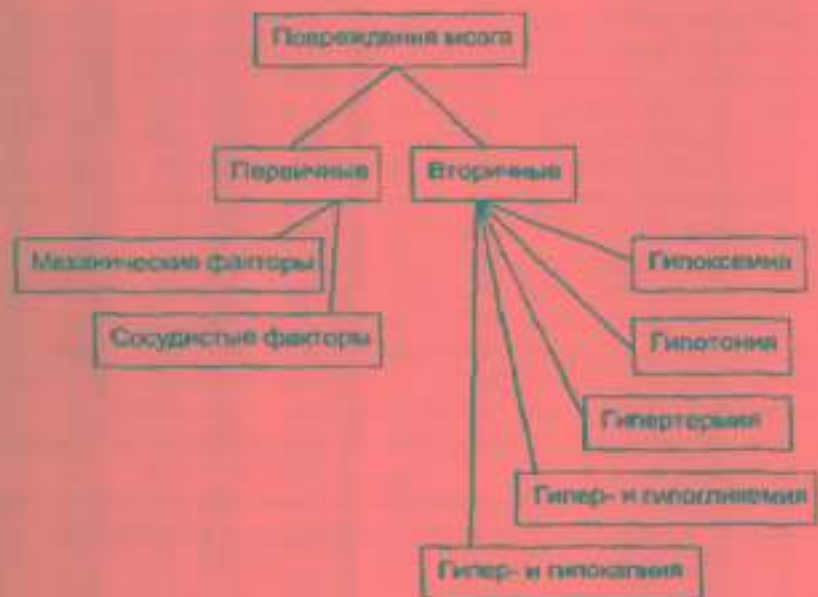 Повреждения мозга
Первичные
Вторичные
Механические факторы
Сосудистые факторы
Гипоксемия
Гипотония
Гипертермия
Гипер- и гипогликемия
Гипер- и гипокапния